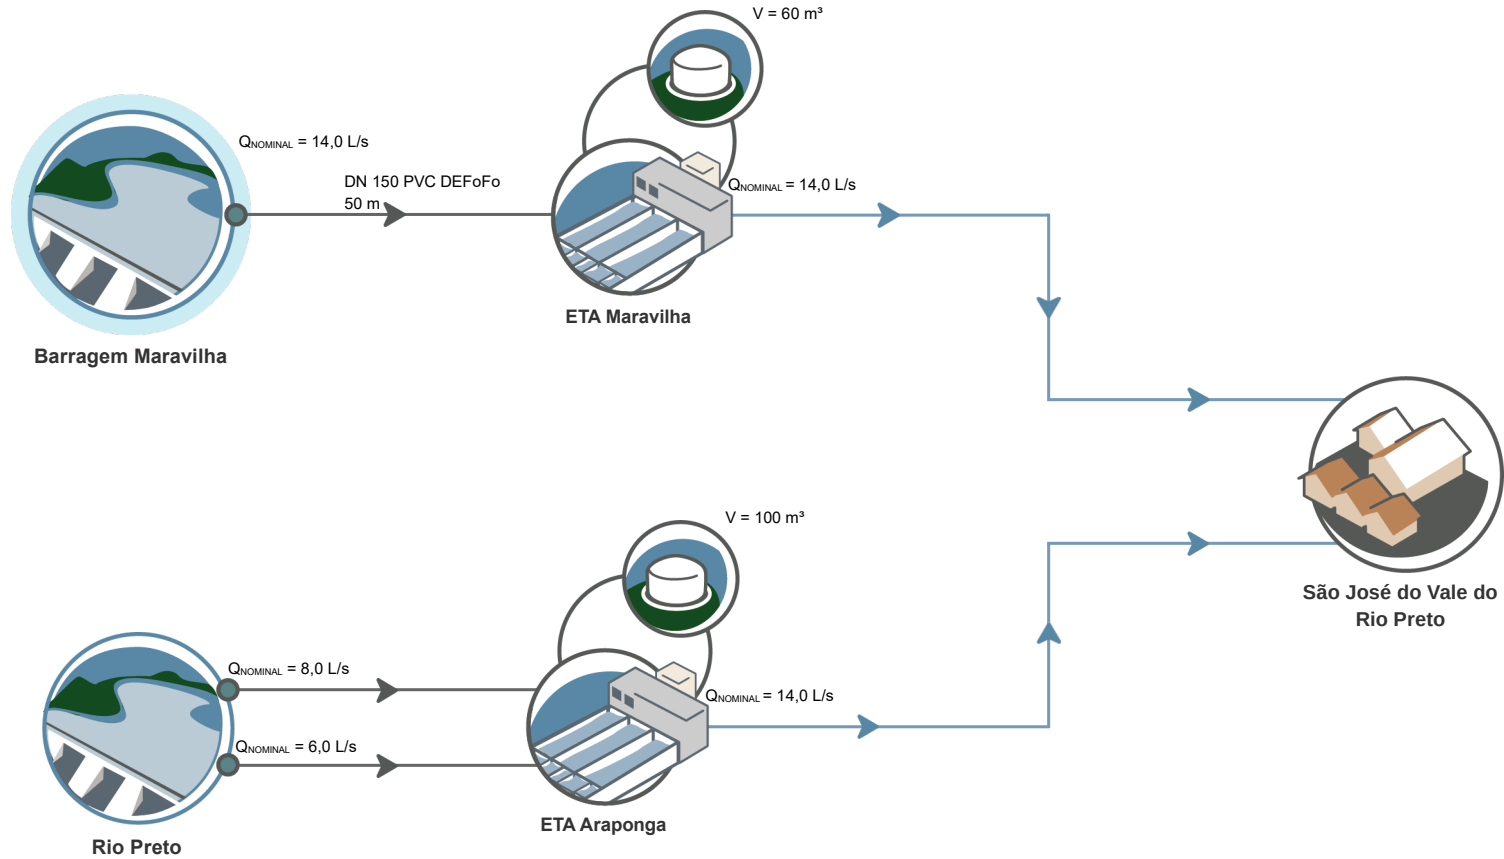 V = 60 m³
QNOMINAL = 14,0 L/s
DN 150 PVC DEFoFo
50 m
QNOMINAL = 14,0 L/s
ETA Maravilha
Barragem Maravilha
V = 100 m³
São José do Vale do
Rio Preto
QNOMINAL = 8,0 L/s
QNOMINAL = 14,0 L/s
QNOMINAL = 6,0 L/s
ETA Araponga
Rio Preto